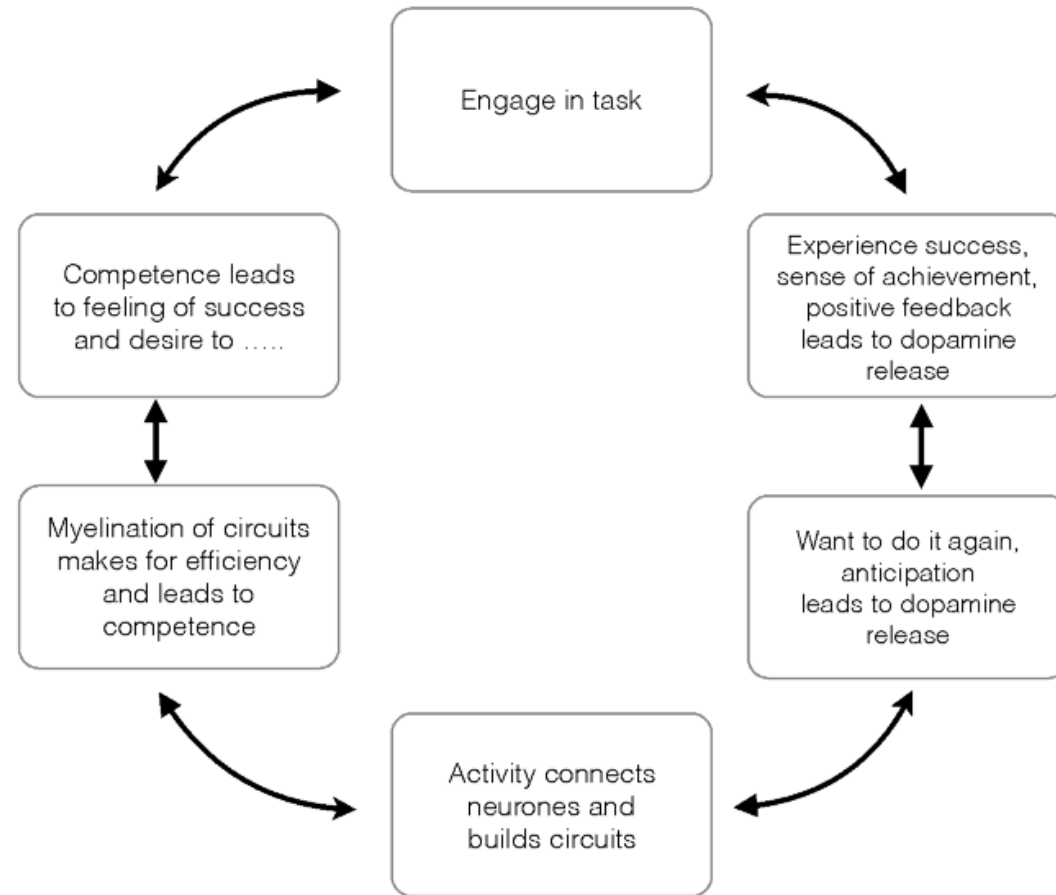 Engage in task
Experience success,
sense of achievement,
positive feedback
leads to dopamine
release
Want to do it again,
anticipation
leads to dopamine
release
Activity connects
neurones and
builds circuits
Myelination of circuits
makes for efficiency
and leads to
competence
Competence leads
to feeling of success
and desire to …..